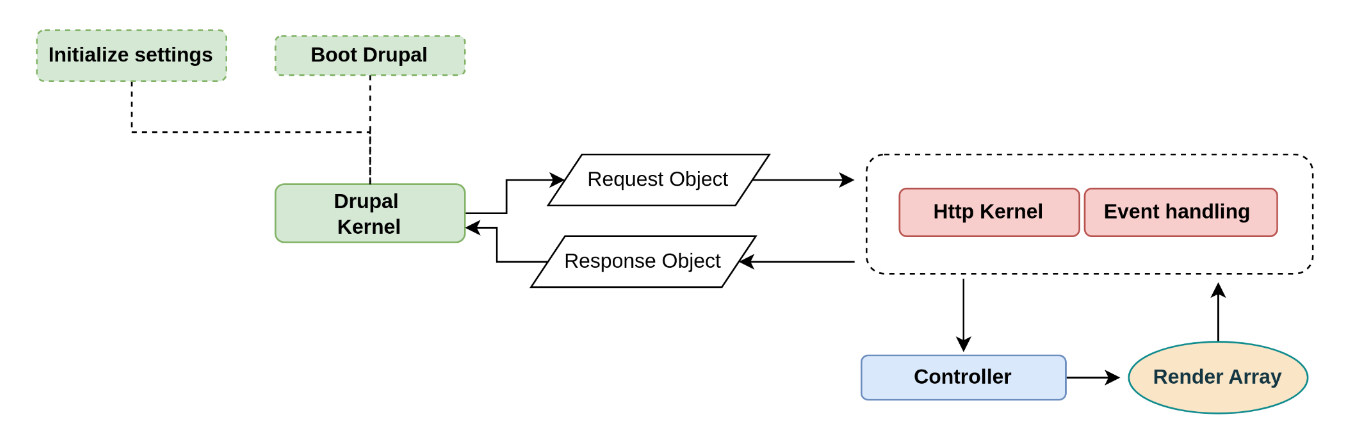 Initialize settings
Boot Drupal
Drupal
Kernel
Request Object
Response Object
Http Kernel
Event handling
Controller
Render Array